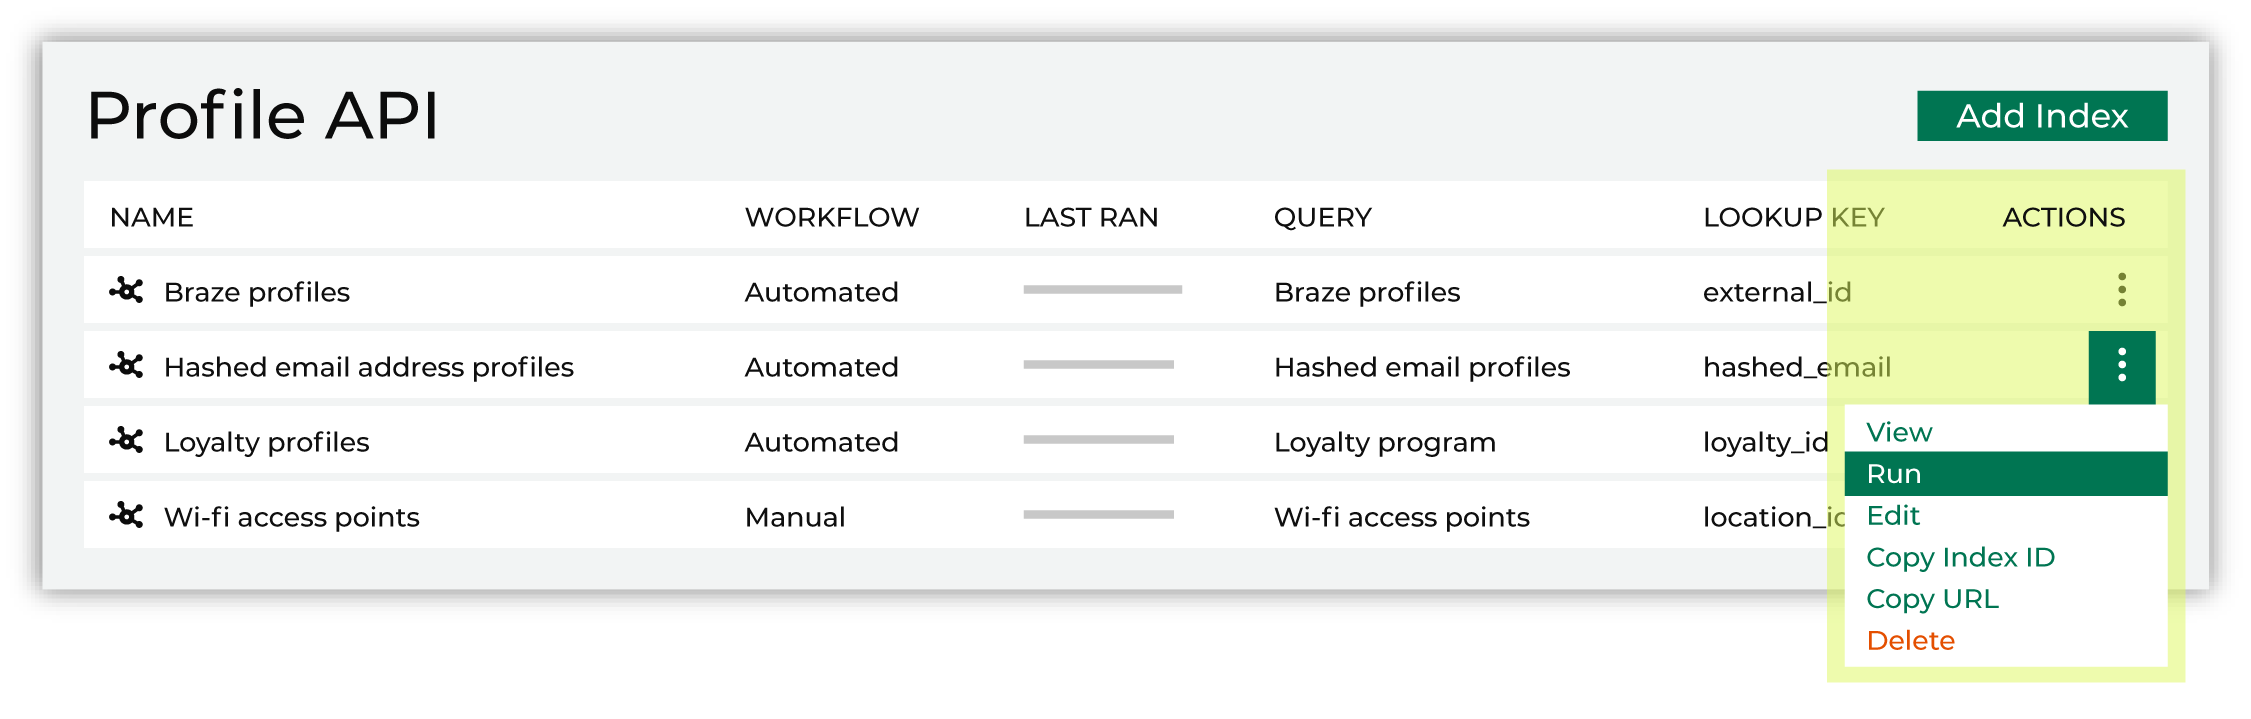 Profile API
Add Index
NAME WORKFLOW LAST RAN QUERY LOOKUP KEY ACTIONS
Braze profiles Automated Braze profiles external_id
Hashed email address profiles Automated Hashed email profiles hashed_email
Loyalty profiles Automated Loyalty program loyalty_id
View
Run
Wi-fi access points Manual Wi-fi access points location_id
Edit
Copy Index ID
Copy URL
Delete